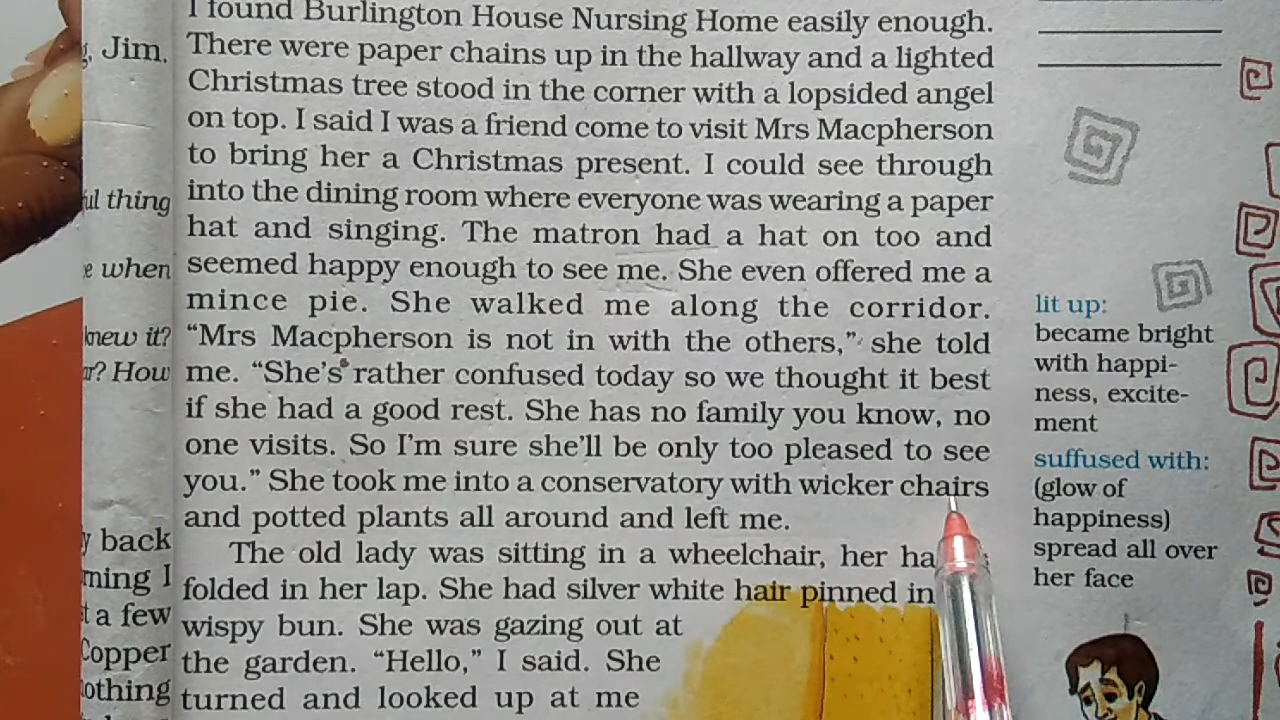 I found Burlington House Nursing Home easily enough.
There were paper chains up in the hallway and a lighted
Christmas tree stood in the corner with a lopsided angel
on top. I said I was a friend come to visit Mrs Macpherson
to bring her a Christmas present. I could see through
into the dining room where everyone was wearing a paper
hat and singing. The matron had a hat on too and
seemed happy enough to see me. She even offered me a
mince pie. She walked me along the corridor.
“Mrs Macpherson is not in with the others,” she told
me. “She's rather confused today so we thought it best
if she had a good rest. She has no family you know, no
one visits. So I'm sure she'll be only too pleased to see
you.” She took me into a conservatory with wicker chairs
and potted plants all around and left me.
The old lady was sitting in a wheelchair, her
folded in her lap. She had silver white hair pinned in
wispy bun. She was gazing out at
the garden. “Hello,” I said. She
turned and looked up at me
Jim.
thing
when
knew it?
How
back
I
a few
Copper
lit up:
became bright
with happi-
ness, excite-
ment
suffused with:
(glow of
happiness)
spread all over
her face